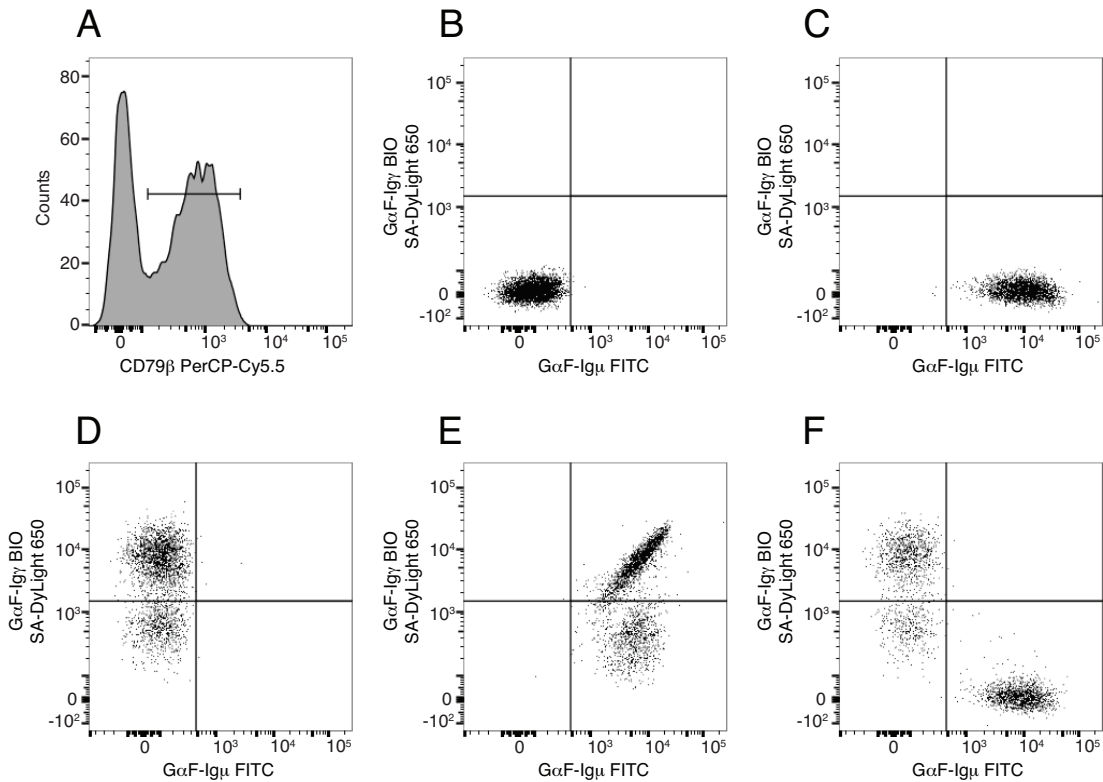 A
B
C
80
60
40
20
0
Counts
0
10³
10⁴
10⁵
CD79β PerCP-Cy5.5
10⁵
10⁴
10³
0
-10²
GαF-Igγ BIO
SA-DyLight 650
0
10³
10⁴
10⁵
GαF-Igμ FITC
10⁵
10⁴
10³
0
-10²
GαF-Igγ BIO
SA-DyLight 650
0
10³
10⁴
10⁵
GαF-Igμ FITC
D
E
F
10⁵
10⁴
10³
0
-10²
GαF-Igγ BIO
SA-DyLight 650
0
10³
10⁴
10⁵
GαF-Igμ FITC
10⁵
10⁴
10³
0
-10²
GαF-Igγ BIO
SA-DyLight 650
0
10³
10⁴
10⁵
GαF-Igμ FITC
10⁵
10⁴
10³
0
-10²
GαF-Igγ BIO
SA-DyLight 650
0
10³
10⁴
10⁵
GαF-Igμ FITC